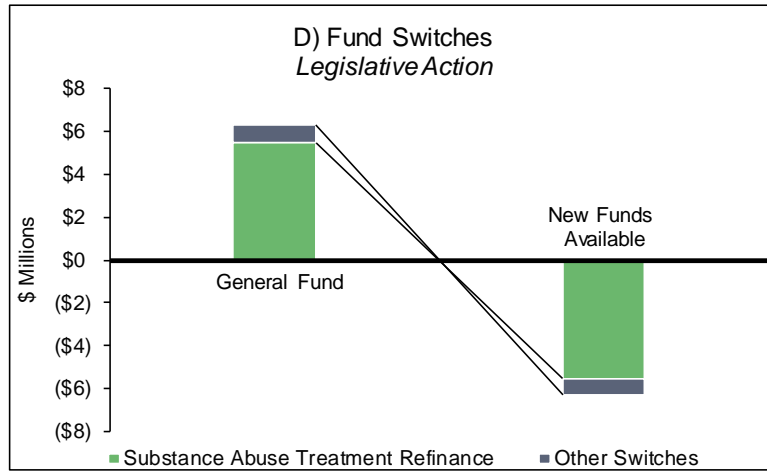 D) Fund Switches
Legislative Action
$8
$6
$4
$2
$0
($2)
($4)
($6)
($8)
$ Millions
General Fund
New Funds
Available
Substance Abuse Treatment Refinance
Other Switches